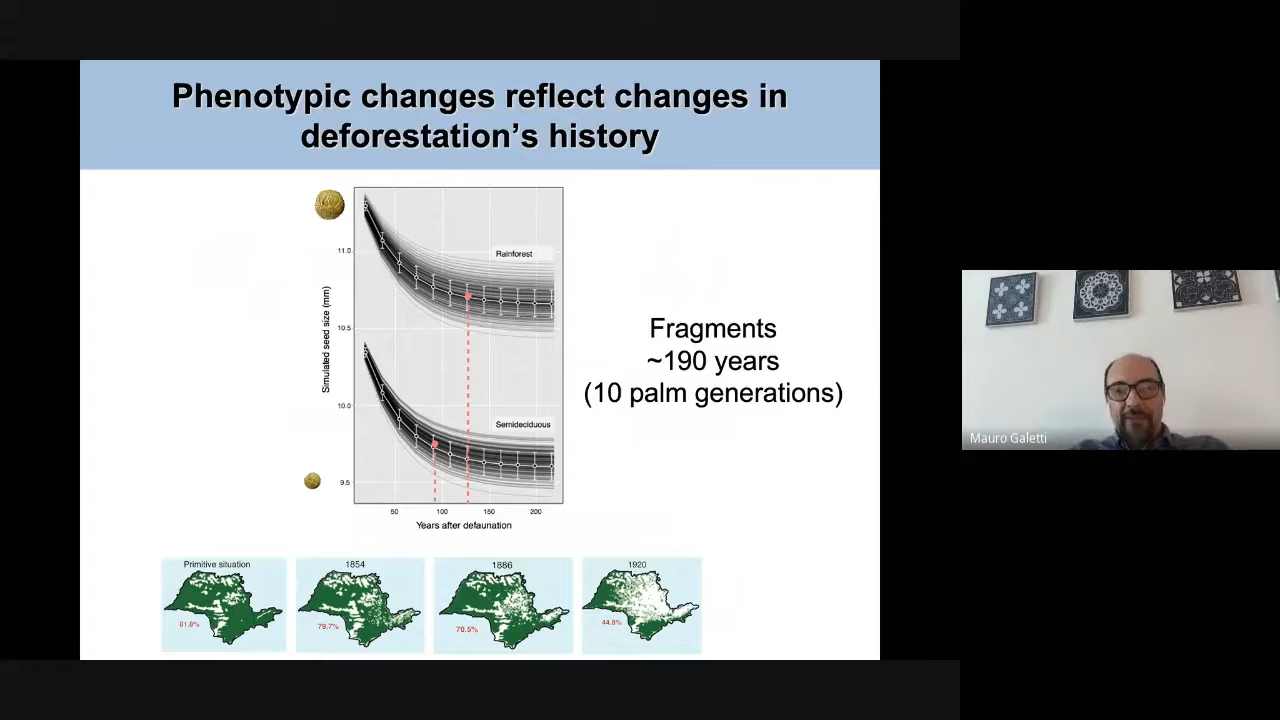 Phenotypic changes reflect changes in
deforestation's history
11.0
10.5
10.0
9.5
Simulated seed size (mm)
Rainforest
Semideciduous
50
100
150
200
Years after defaunation
Fragments
~190 years
(10 palm generations)
Primitive situation
81.8%
1854
79.7%
1886
70.5%
1920
44.8%
Mauro Galetti